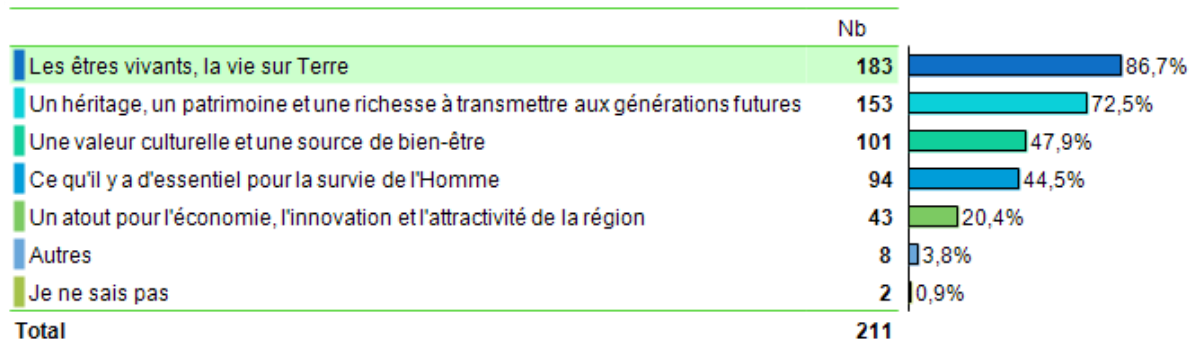 Nb
Les êtres vivants, la vie sur Terre 183 86,7%
Un héritage, un patrimoine et une richesse à transmettre aux générations futures 153 72,5%
Une valeur culturelle et une source de bien-être 101 47,9%
Ce qu'il y a d'essentiel pour la survie de l'Homme 94 44,5%
Un atout pour l'économie, l'innovation et l'attractivité de la région 43 20,4%
Autres 8 3,8%
Je ne sais pas 2 0,9%
Total 211